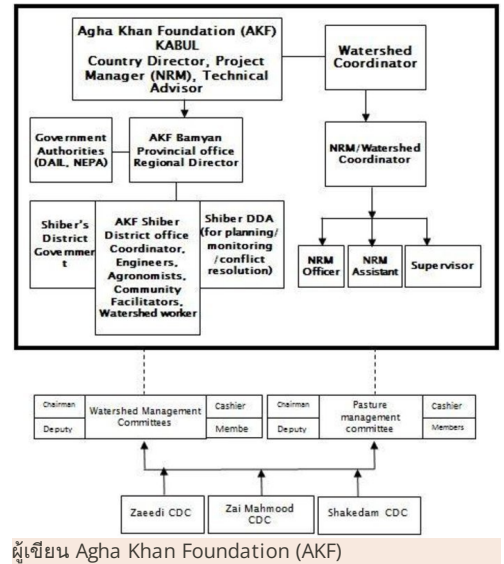 Agha Khan Foundation (AKF)
KABUL
Country Director, Project
Manager (NRM), Technical
Advisor
Watershed
Coordinator
Government
Authorities
(DAIL, NEPA)
AKF Bamyan
Provincial office
Regional Director
NRM/Watershed
Coordinator
Shiber's
District
Governmen
t
AKF Shiber
District office
Coordinator,
Engineers,
Agronomists,
Community
Facilitators,
Watershed worker
Shiber DDA
(for planning/
monitoring
/conflict
resolution)
NRM
Officer
NRM
Assistant
Supervisor
Chairman
Deputy
Watershed Management
Committees
Cashier
Membe
Chairman
Deputy
Pasture
management
committee
Cashier
Members
Zaeedi CDC
Zai Mahmood
CDC
Shakedam CDC
ผู้เขียน Agha Khan Foundation (AKF)